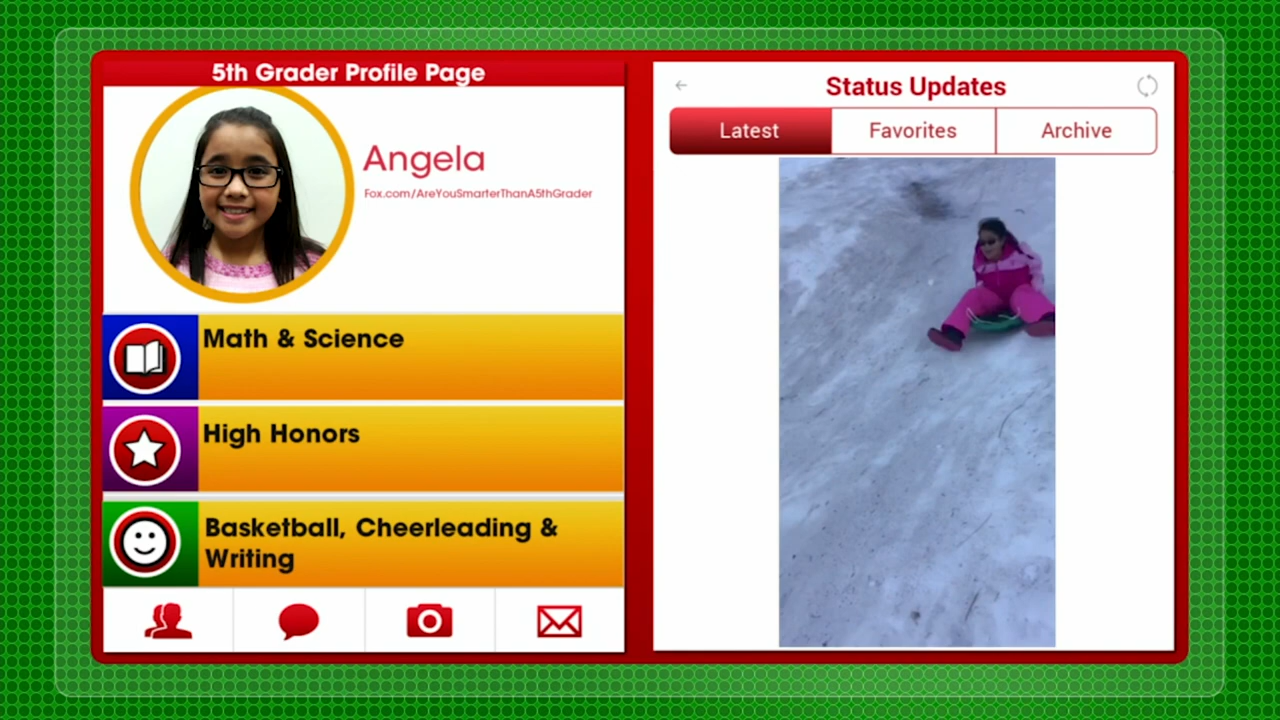 5th Grader Profile Page
Angela
Fox.com/AreYouSmarterThanA5thGrader
Math & Science
High Honors
Basketball, Cheerleading &
Writing
Status Updates
Latest
Favorites
Archive